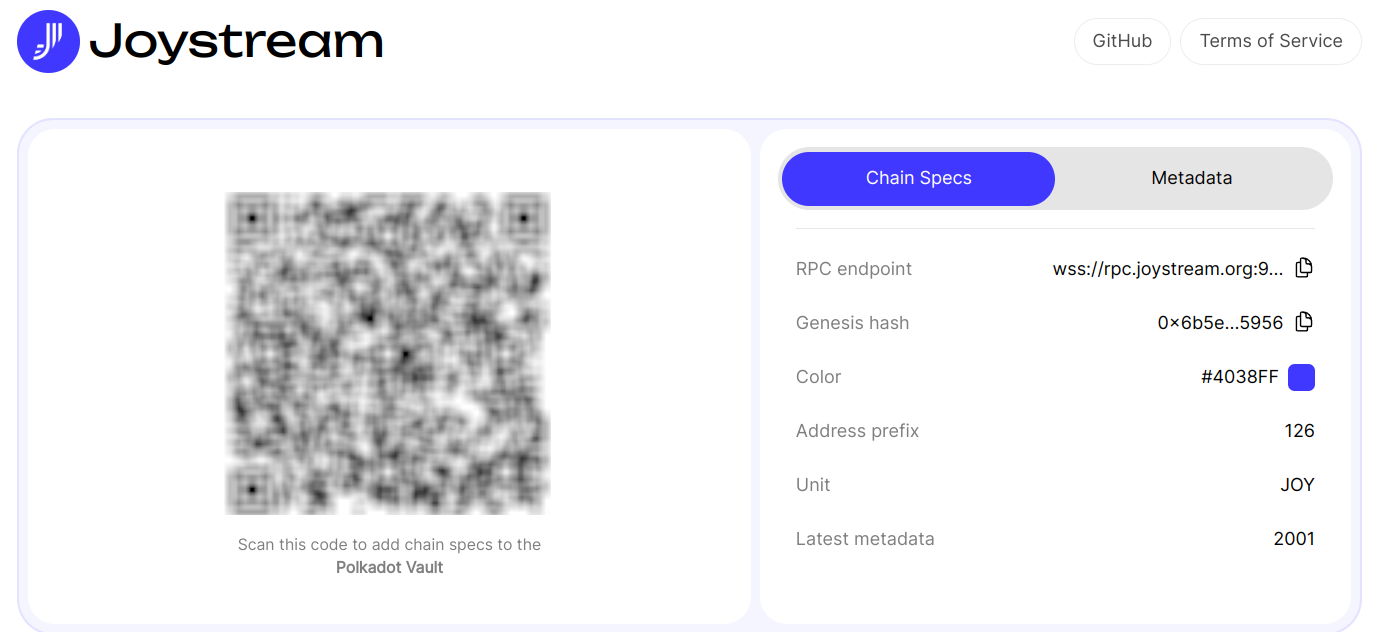 Joystream
GitHub
Terms of Service
Chain Specs
Metadata
RPC endpoint
wss://rpc.joystream.org:9...
Genesis hash
0×6b5e...5956
Color
#4038FF
Address prefix
126
Unit
JOY
Latest metadata
2001
Scan this code to add chain specs to the
Polkadot Vault